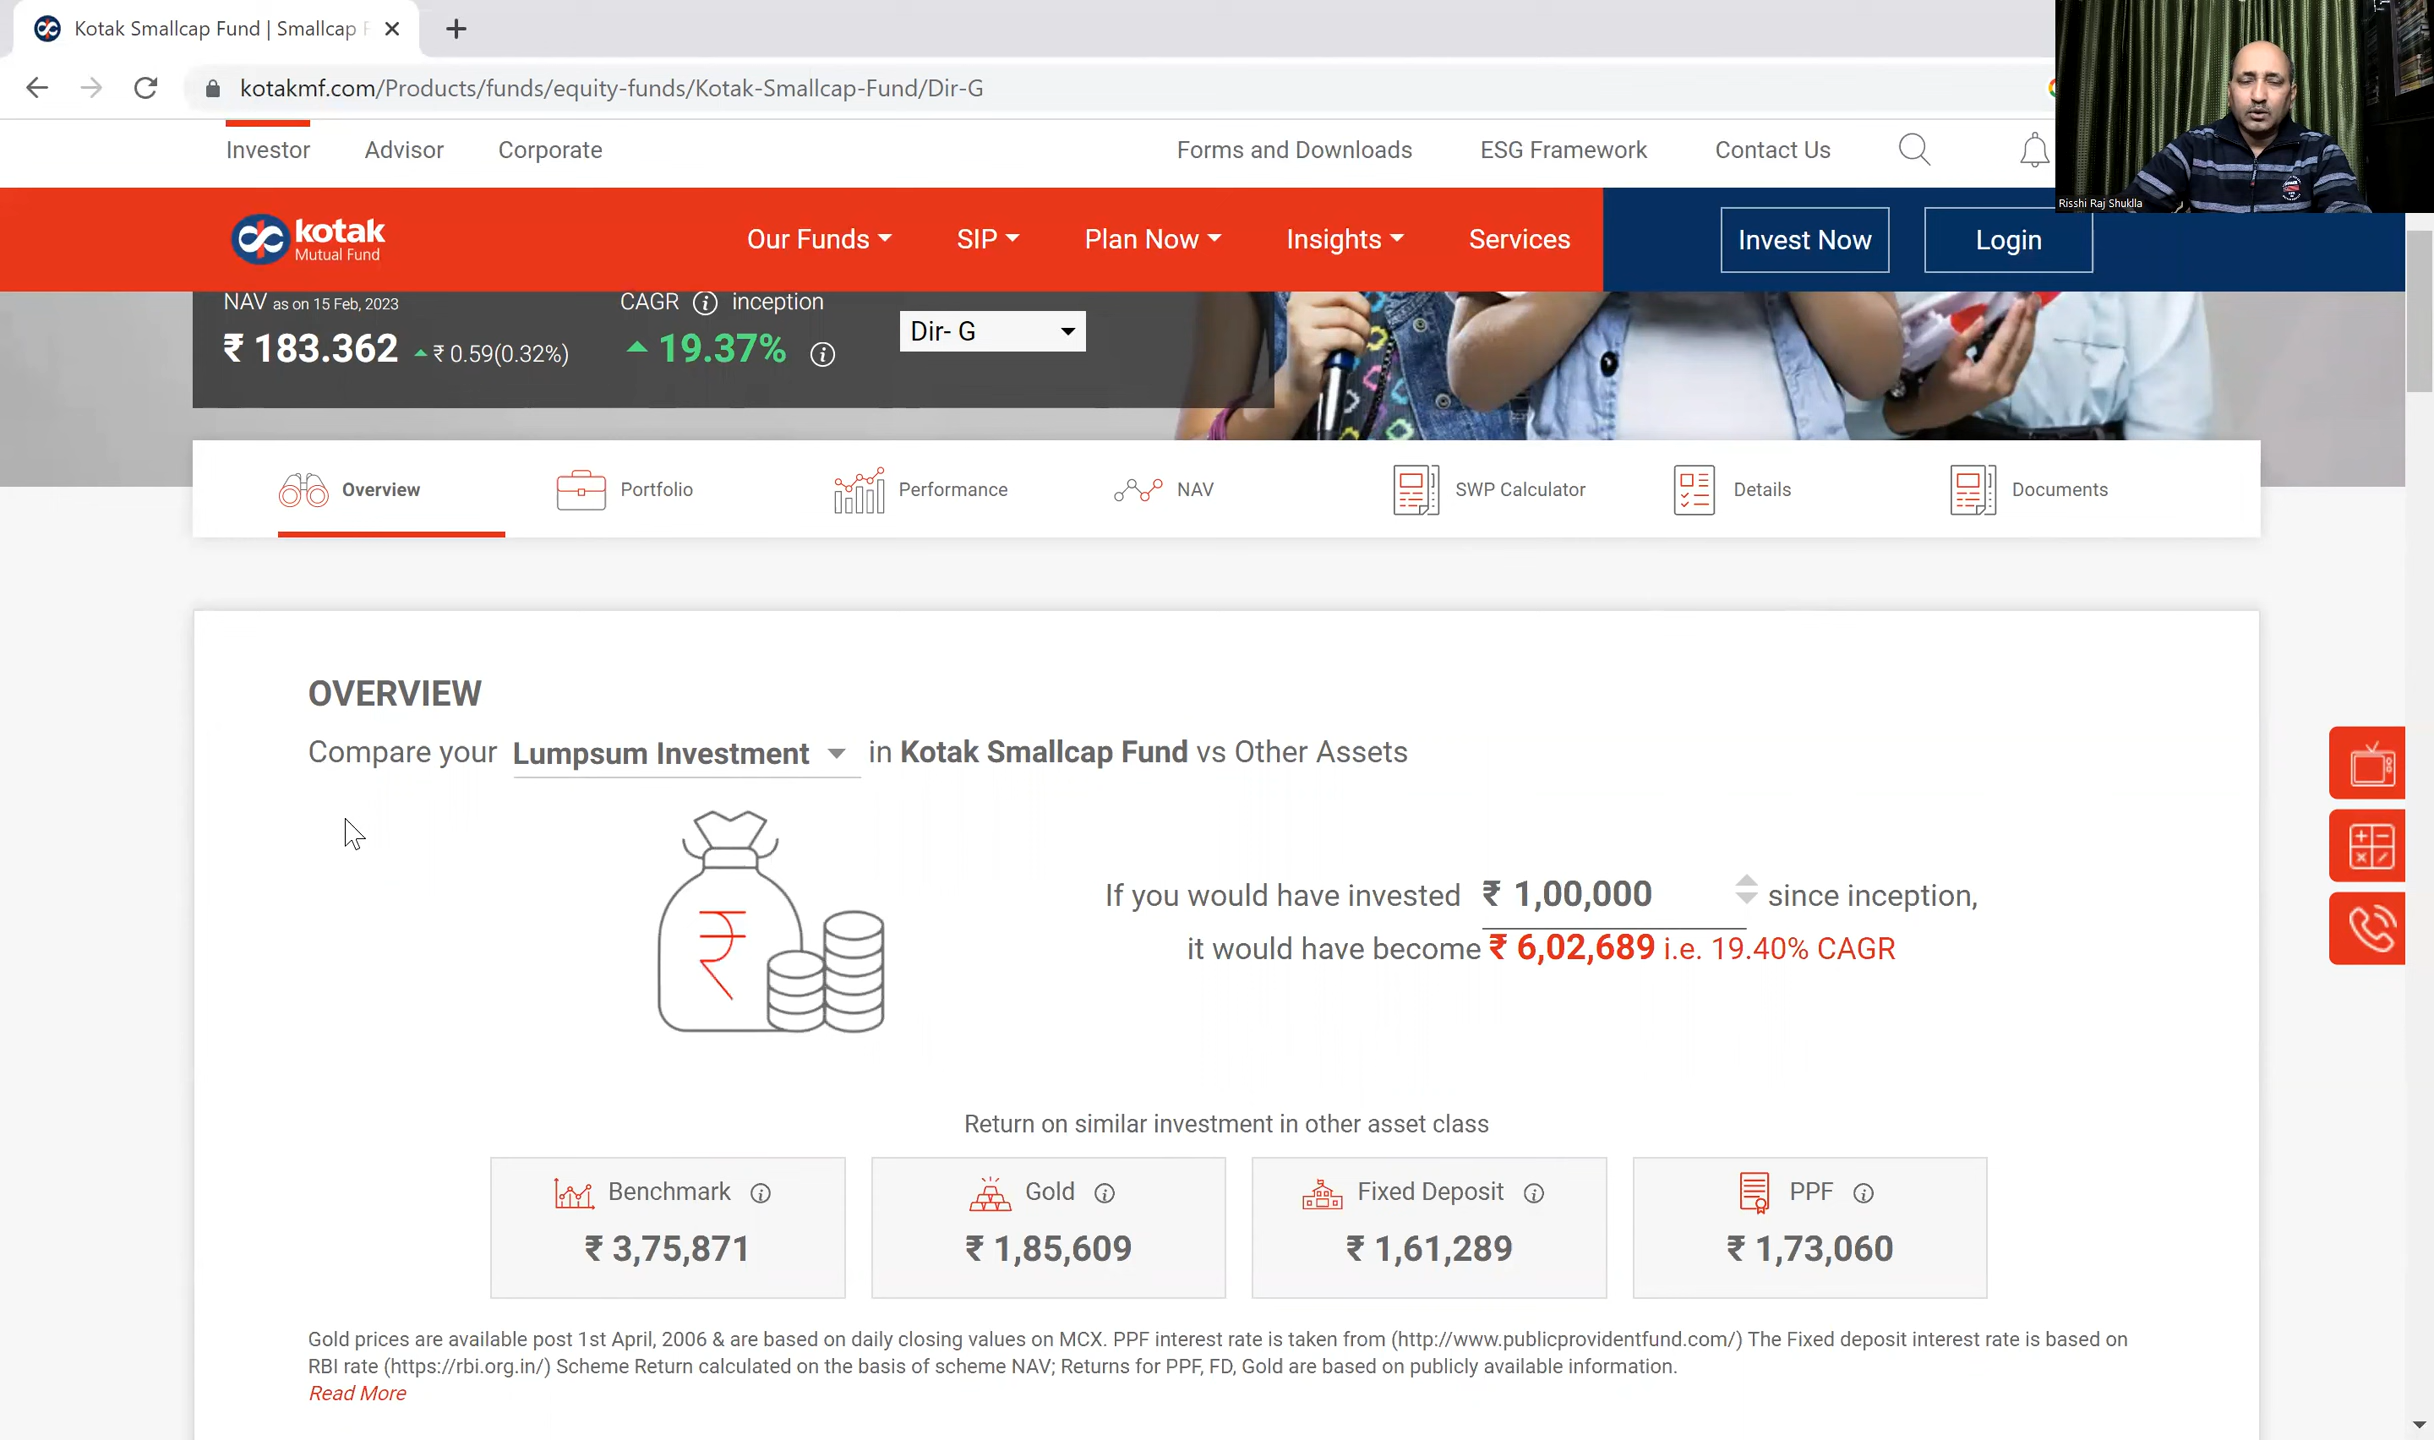 Kotak Smallcap Fund | Smallcap F
kotakmf.com/Products/funds/equity-funds/Kotak-Smallcap-Fund/Dir-G
Risshi Raj Shuklla
Investor Advisor Corporate Forms and Downloads ESG Framework Contact Us
kotak
Mutual Fund
Our Funds SIP Plan Now Insights Services Invest Now Login
NAV as on 15 Feb, 2023 CAGR inception
₹ 183.362 ₹ 0.59(0.32%) 19.37% Dir- G
Overview Portfolio Performance NAV SWP Calculator Details Documents
OVERVIEW
Compare your Lumpsum Investment in Kotak Smallcap Fund vs Other Assets
If you would have invested ₹ 1,00,000 since inception,
it would have become ₹ 6,02,689 i.e. 19.40% CAGR
Return on similar investment in other asset class
Benchmark Gold Fixed Deposit PPF
₹ 3,75,871 ₹ 1,85,609 ₹ 1,61,289 ₹ 1,73,060
Gold prices are available post 1st April, 2006 & are based on daily closing values on MCX. PPF interest rate is taken from (http://www.publicprovidentfund.com/) The Fixed deposit interest rate is based on
RBI rate (https://rbi.org.in/) Scheme Return calculated on the basis of scheme NAV; Returns for PPF, FD, Gold are based on publicly available information.
Read More